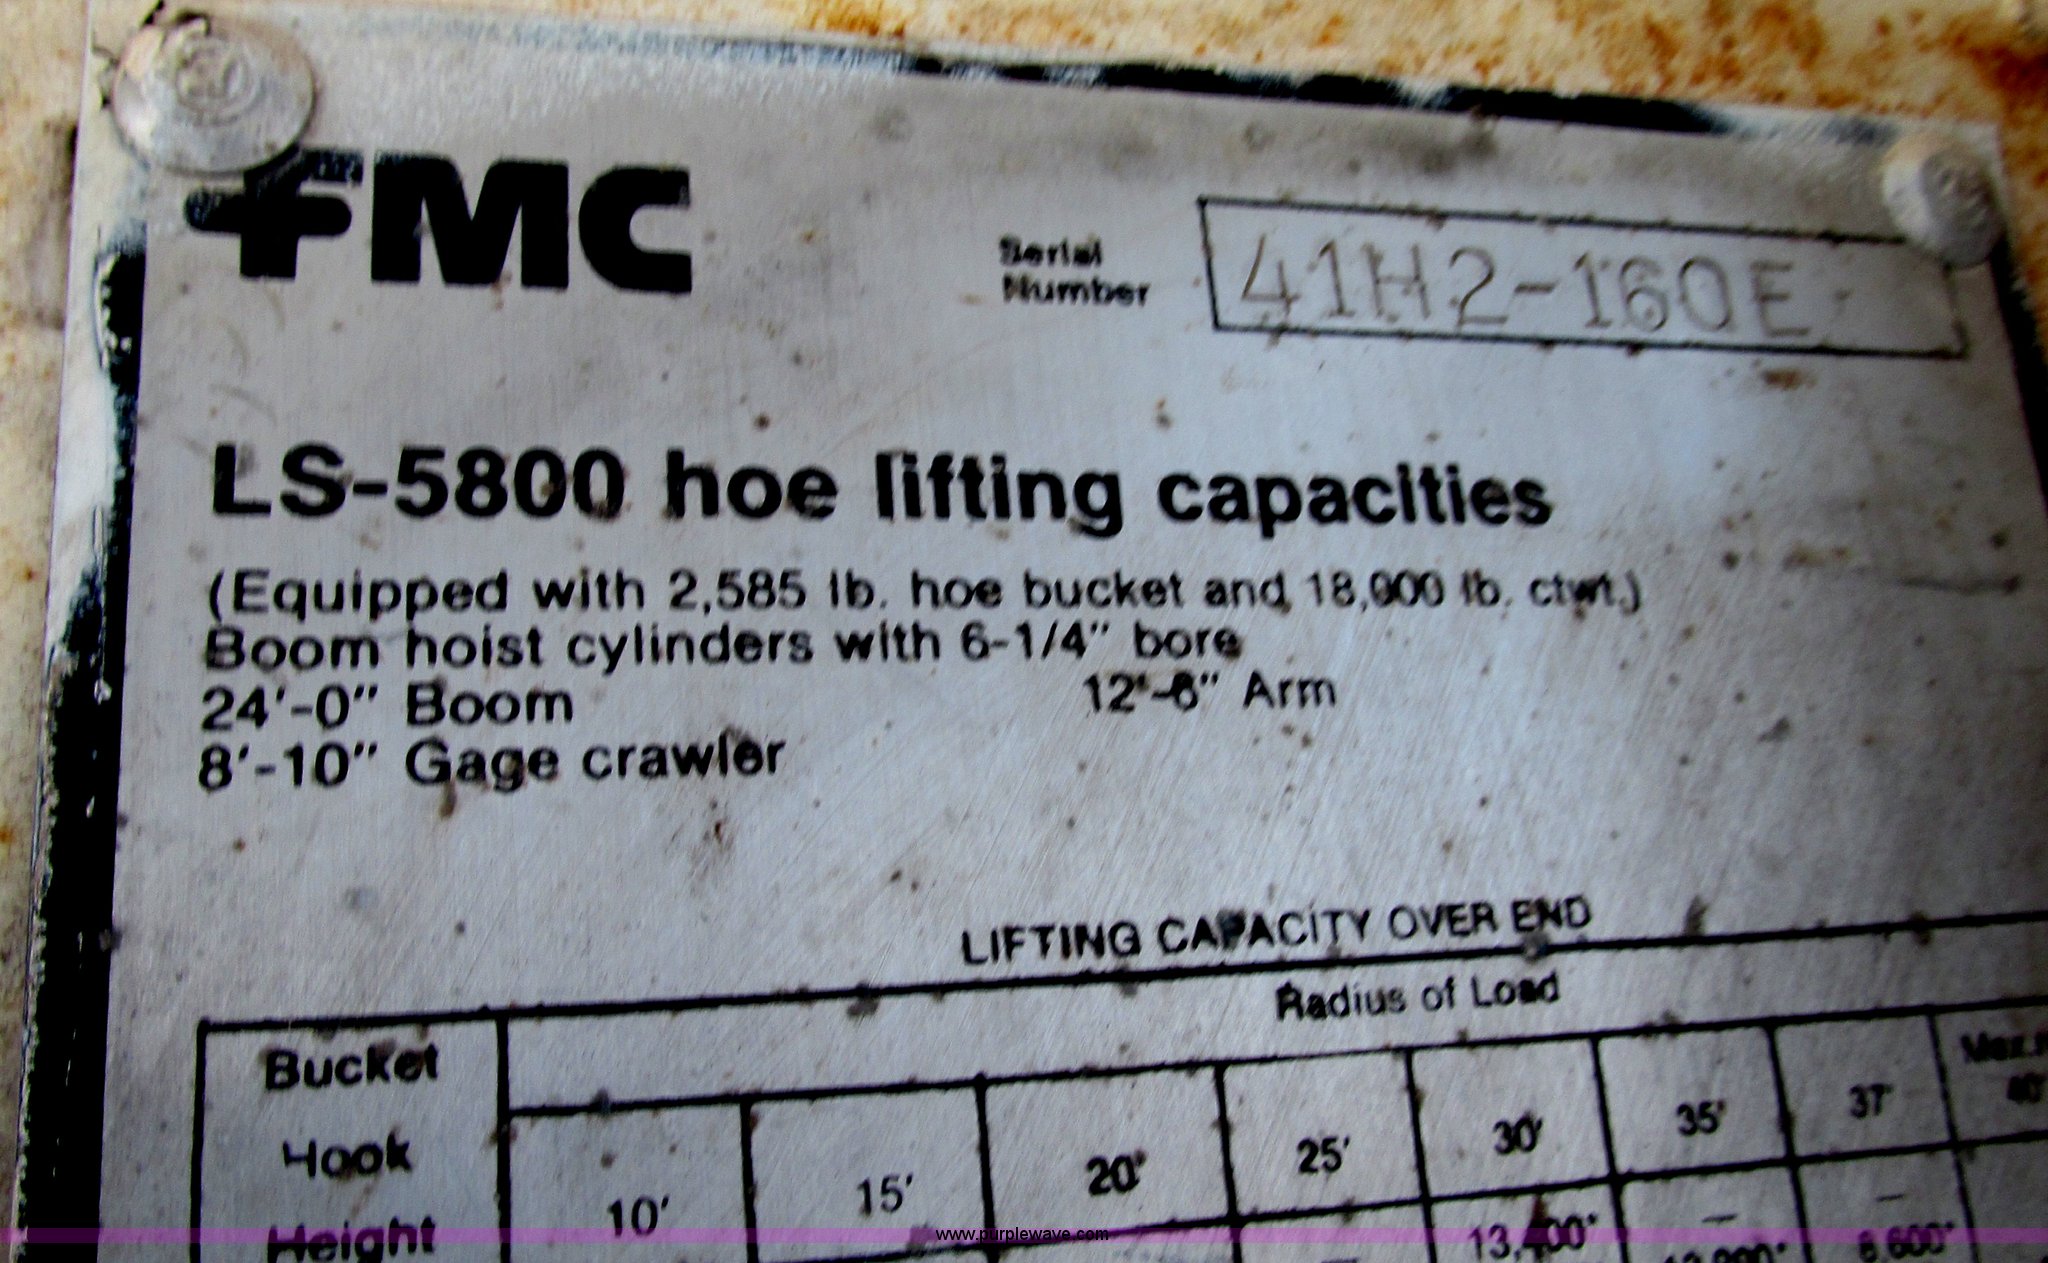 FMC
Serial
Number
41H2-160E
LS-5800 hoe lifting capacities
(Equipped with 2,585 lb. hoe bucket and 18,000 lb. ctwt.)
Boom hoist cylinders with 6-1/4" bore
24'-0" Boom 12'-6" Arm
8'-10" Gage crawler
LIFTING CAPACITY OVER END
Radius of Load
Bucket
Hook
Height
10' 15' 20' 25' 30' 35' 37'
13,400*
www.purplewave.com